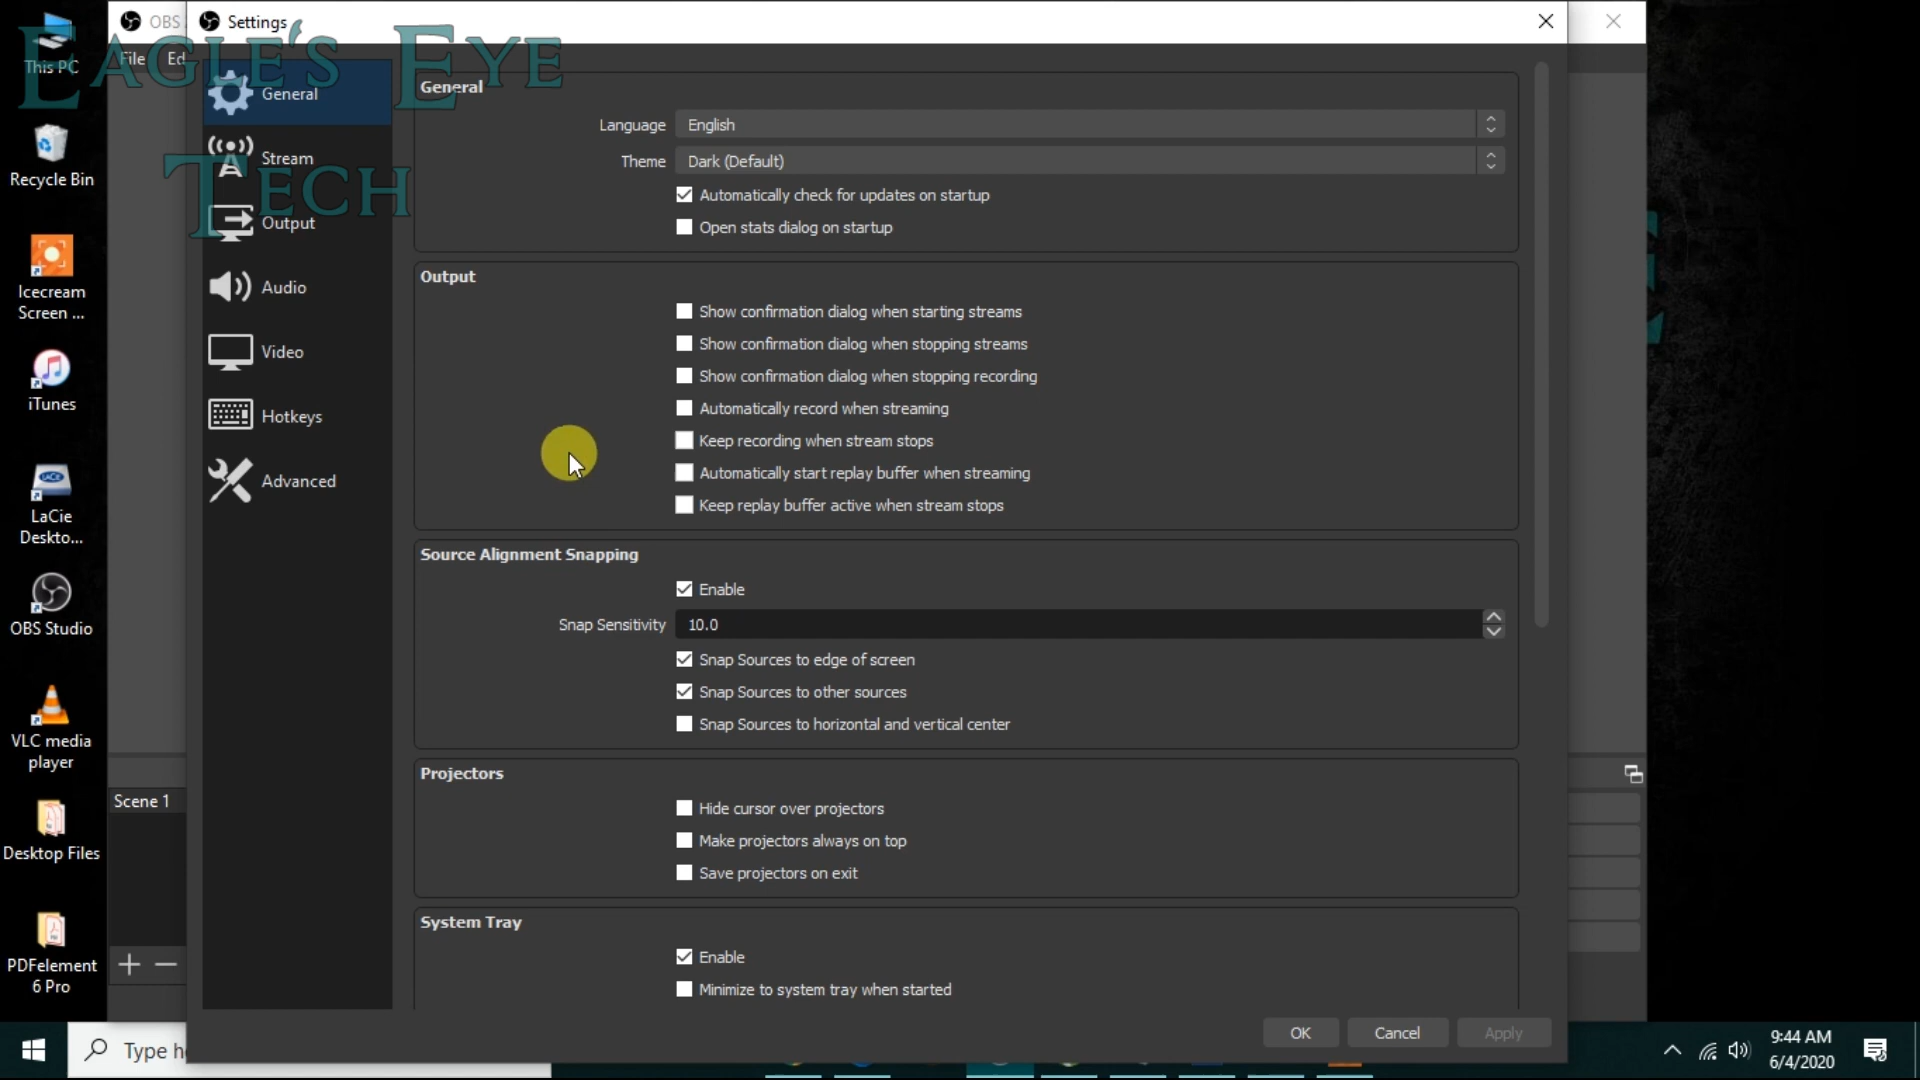 This PC
Recycle Bin
Icecream
Screen ...
iTunes
LaCie
Deskto...
OBS Studio
VLC media
player
Desktop Files
PDFelement
6 Pro
EAGLE'S EYE
TECH
OBS
File Ed
Settings
General
Stream
Output
Audio
Video
Hotkeys
Advanced
General
Language English
Theme Dark (Default)
Automatically check for updates on startup
Open stats dialog on startup
Output
Show confirmation dialog when starting streams
Show confirmation dialog when stopping streams
Show confirmation dialog when stopping recording
Automatically record when streaming
Keep recording when stream stops
Automatically start replay buffer when streaming
Keep replay buffer active when stream stops
Source Alignment Snapping
Enable
Snap Sensitivity 10.0
Snap Sources to edge of screen
Snap Sources to other sources
Snap Sources to horizontal and vertical center
Projectors
Hide cursor over projectors
Make projectors always on top
Save projectors on exit
System Tray
Enable
Minimize to system tray when started
OK Cancel Apply
Scene 1
Type h
9:44 AM
6/4/2020